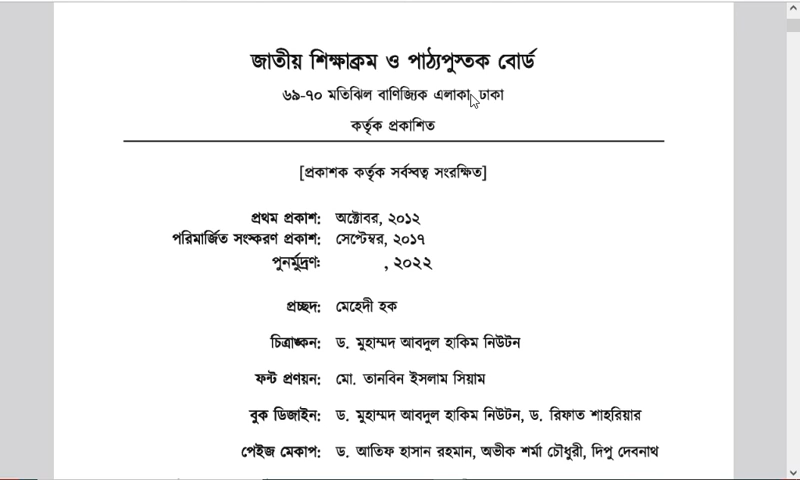 জাতীয় শিক্ষাক্রম ও পাঠ্যপুস্তক বোর্ড
৬৯-৭০ মতিঝিল বাণিজ্যিক এলাকা, ঢাকা
কর্তৃক প্রকাশিত
[প্রকাশক কর্তৃক সর্বস্বত্ব সংরক্ষিত]
প্রথম প্রকাশ: অক্টোবর, ২০১২
পরিমার্জিত সংস্করণ প্রকাশ: সেপ্টেম্বর, ২০১৭
পুনর্মুদ্রণ: , ২০২২
প্রচ্ছদ: মেহেদী হক
চিত্রাঙ্কন: ড. মুহাম্মদ আবদুল হাকিম নিউটন
ফন্ট প্রণয়ন: মো. তানবিন ইসলাম সিয়াম
বুক ডিজাইন: ড. মুহাম্মদ আবদুল হাকিম নিউটন, ড. রিফাত শাহরিয়ার
পেইজ মেকাপ: ড. আতিফ হাসান রহমান, অভীক শর্মা চৌধুরী, দিপু দেবনাথ